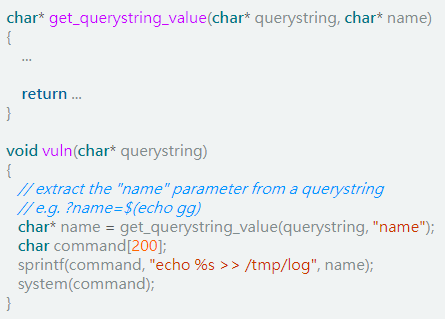 char* get_querystring_value(char* querystring, char* name)
{
...
return ...
}
void vuln(char* querystring)
{
// extract the "name" parameter from a querystring
// e.g. ?name=$(echo gg)
char* name = get_querystring_value(querystring, "name");
char command[200];
sprintf(command, "echo %s >> /tmp/log", name);
system(command);
}